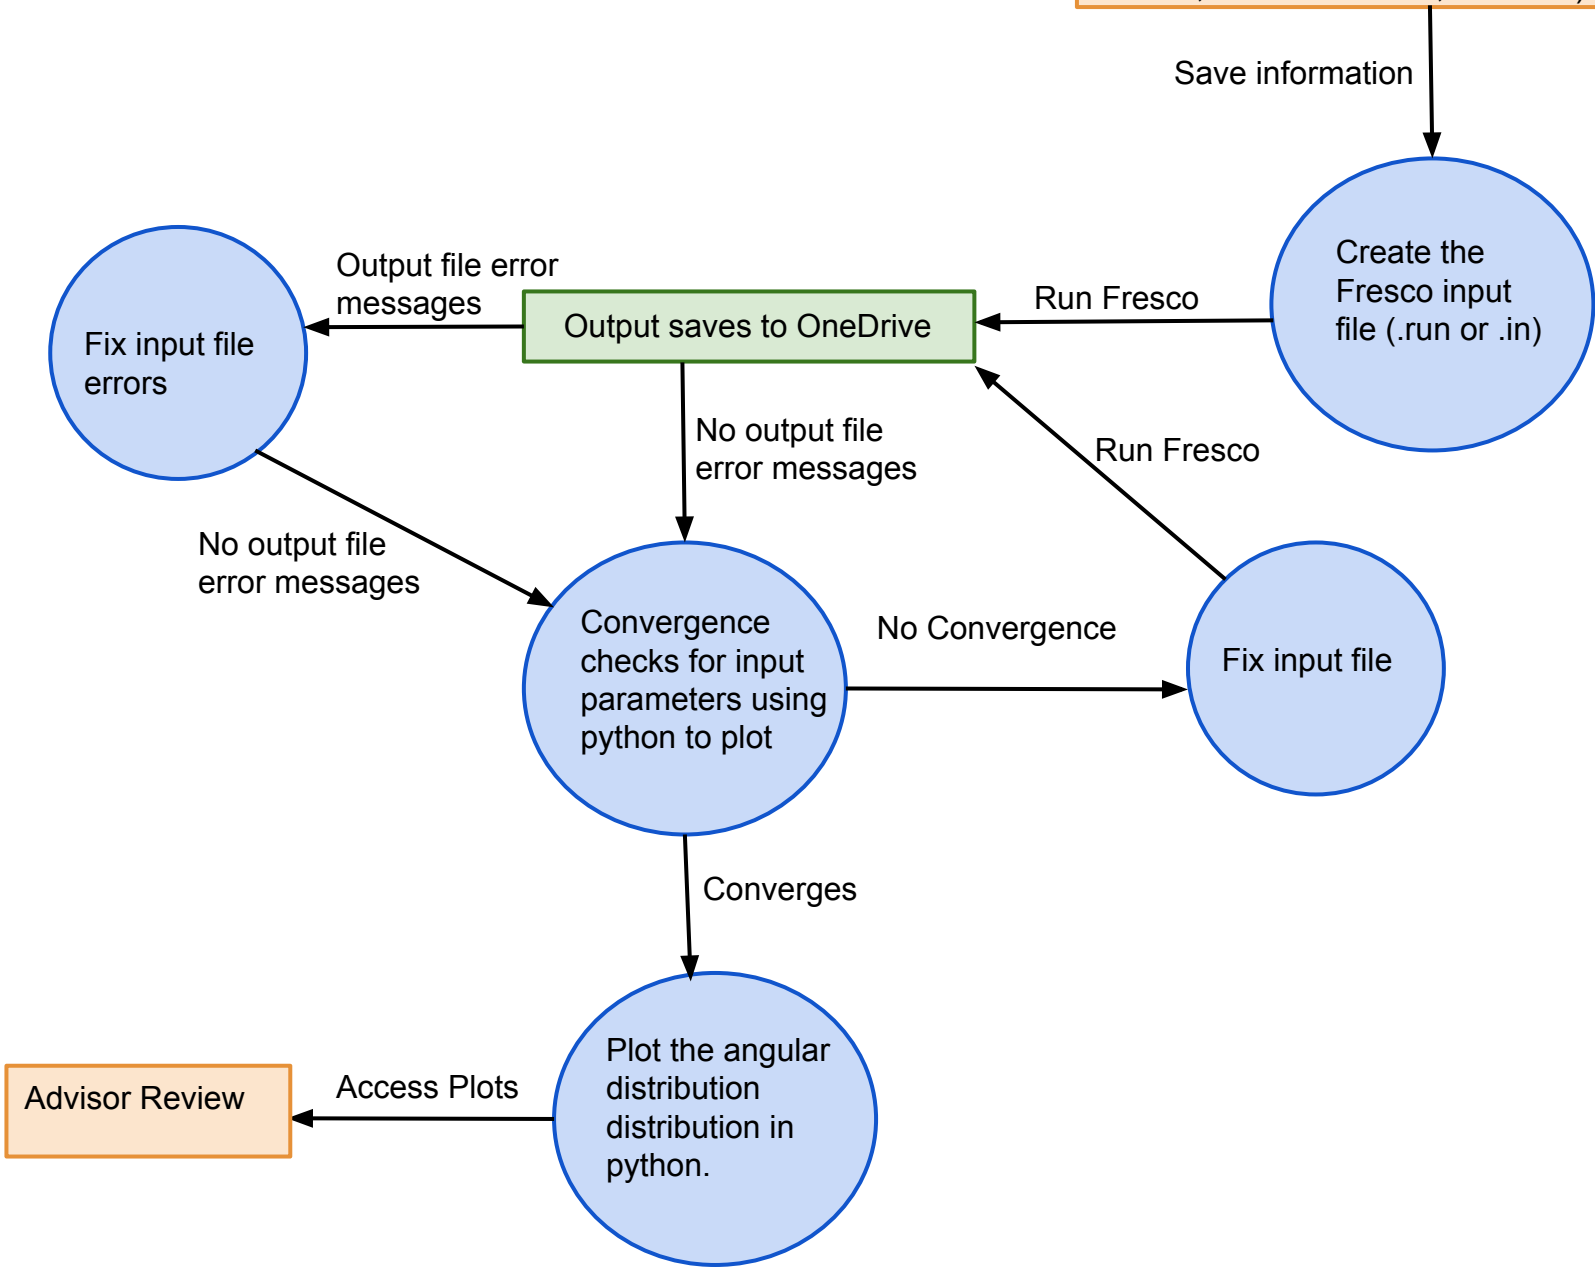 Save information
Create the
Fresco input
file (.run or .in)
Run Fresco
Output saves to OneDrive
Output file error
messages
Fix input file
errors
No output file
error messages
Run Fresco
No output file
error messages
Convergence
checks for input
parameters using
python to plot
No Convergence
Fix input file
Converges
Plot the angular
distribution
distribution in
python.
Access Plots
Advisor Review